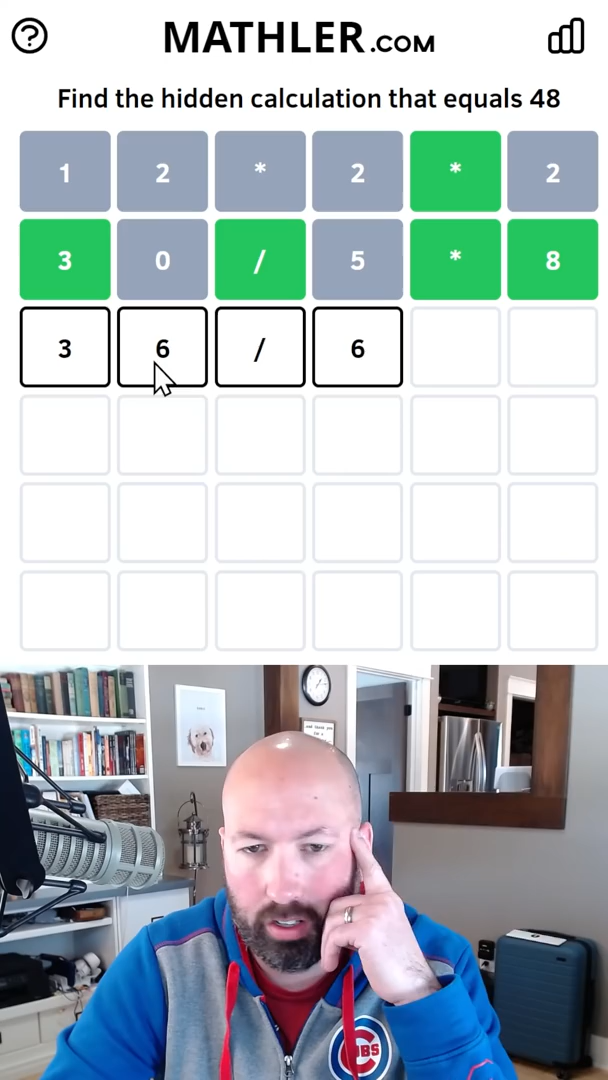 ?
MATHLER.COM
Find the hidden calculation that equals 48
1 2 * 2 * 2
3 0 / 5 * 8
3 6 / 6
CUBS